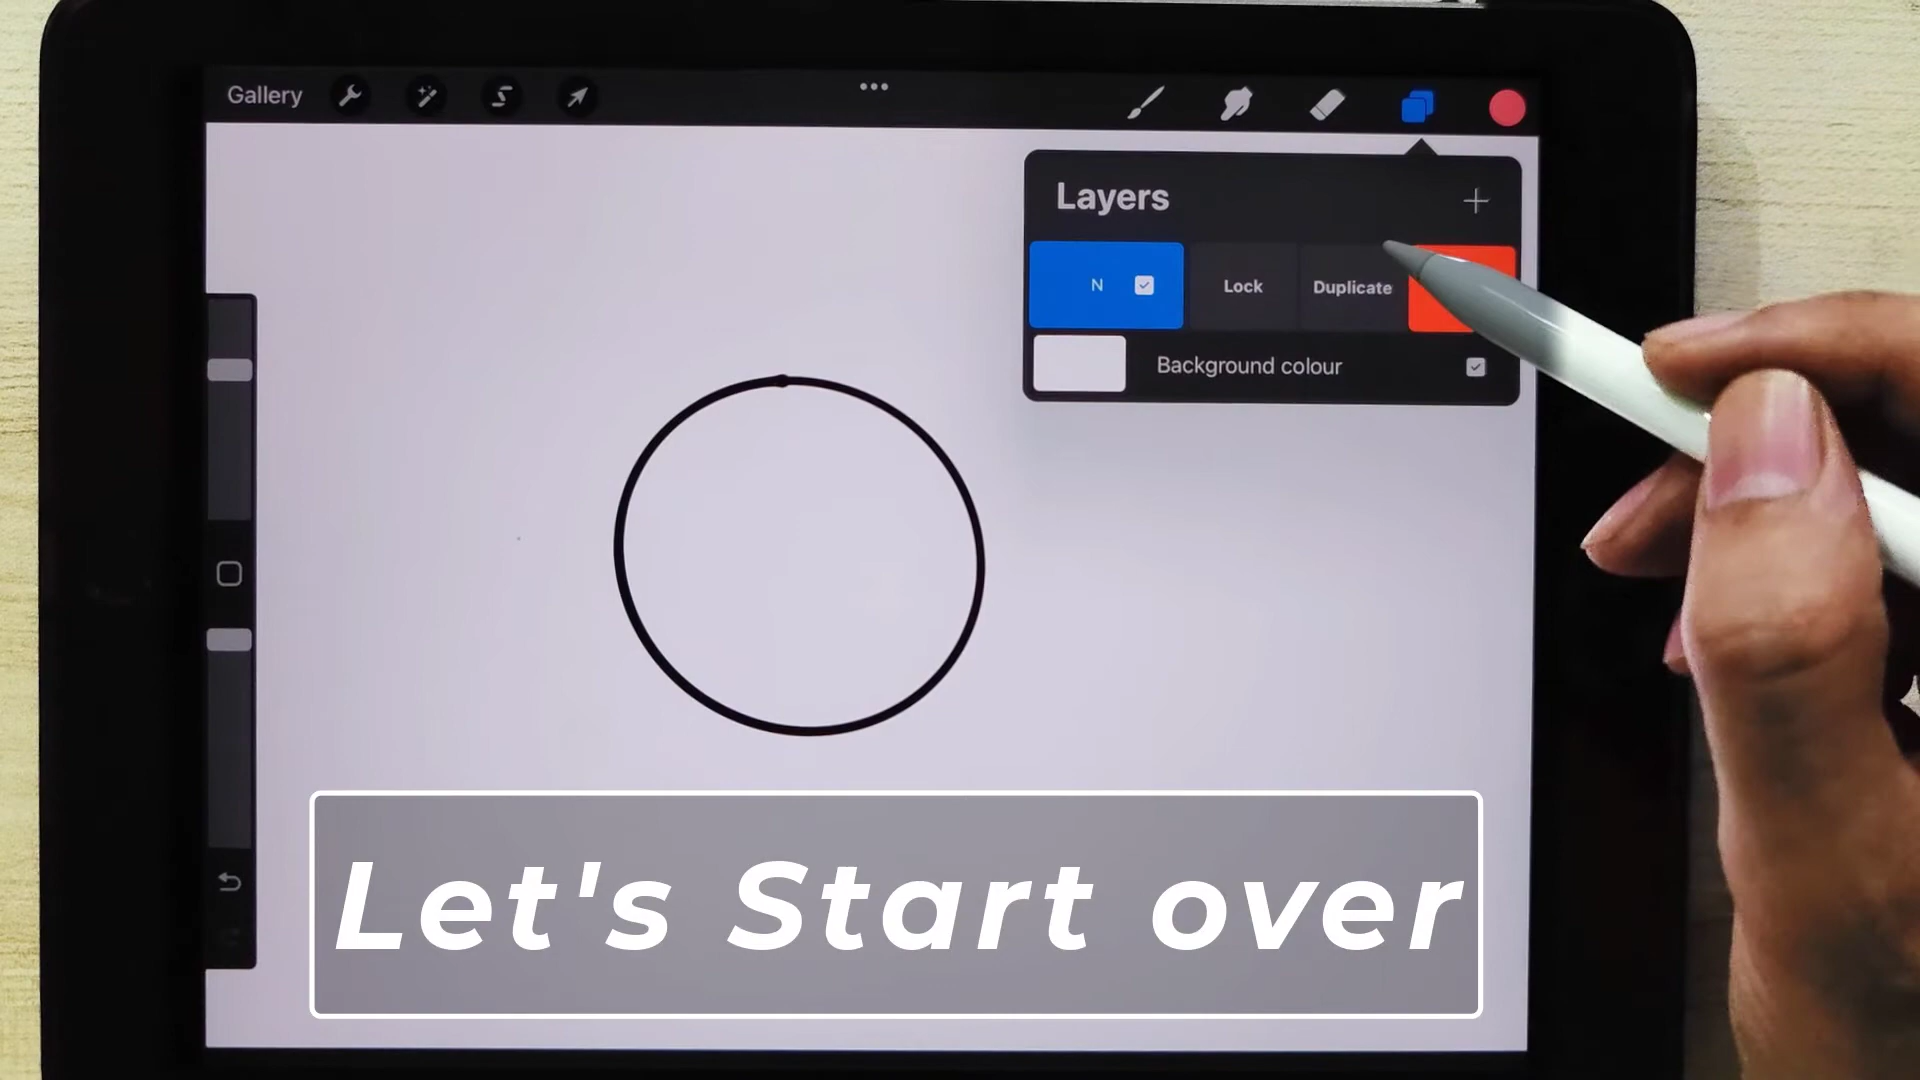 Gallery
Layers
N
Lock
Duplicate
Background colour
Let's Start over